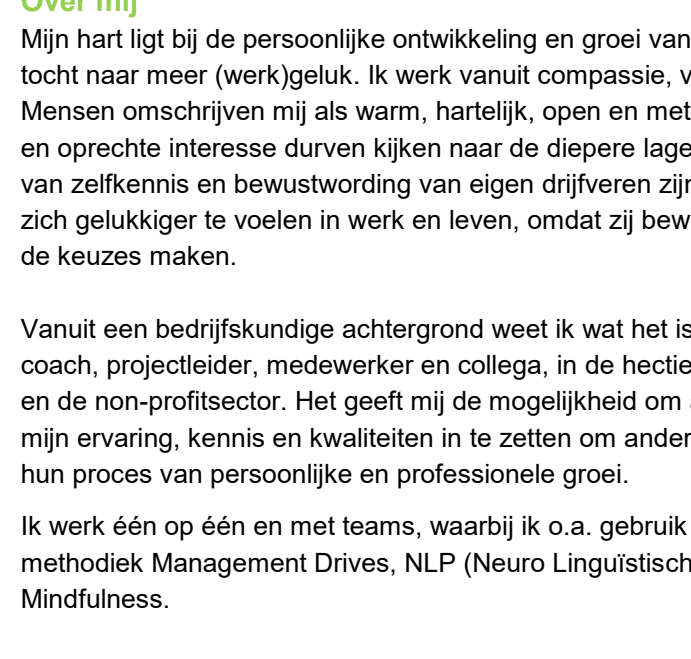 Over mij
Mijn hart ligt bij de persoonlijke ontwikkeling en groei van
tocht naar meer (werk)geluk. Ik werk vanuit compassie, v
Mensen omschrijven mij als warm, hartelijk, open en met
en oprechte interesse durven kijken naar de diepere lage
van zelfkennis en bewustwording van eigen drijfveren zijn
zich gelukkiger te voelen in werk en leven, omdat zij bew
de keuzes maken.
Vanuit een bedrijfskundige achtergrond weet ik wat het is
coach, projectleider, medewerker en collega, in de hectie
en de non-profitsector. Het geeft mij de mogelijkheid om
mijn ervaring, kennis en kwaliteiten in te zetten om ander
hun proces van persoonlijke en professionele groei.
Ik werk één op één en met teams, waarbij ik o.a. gebruik
methodiek Management Drives, NLP (Neuro Linguïstisch
Mindfulness.